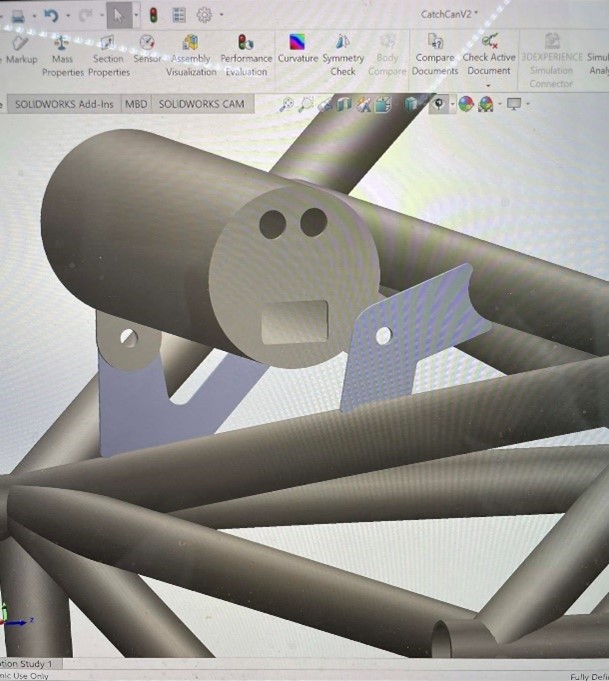 CatchCanV2 *
Markup
Mass Properties
Section Properties
Sensor
Assembly Visualization
Performance Evaluation
Curvature
Symmetry Check
Body Compare
Compare Documents
Check Active Document
3DEXPERIENCE Simulation Connector
SOLIDWORKS Add-Ins
MBD
SOLIDWORKS CAM
z
tion Study 1
mic Use Only
Fully Defi